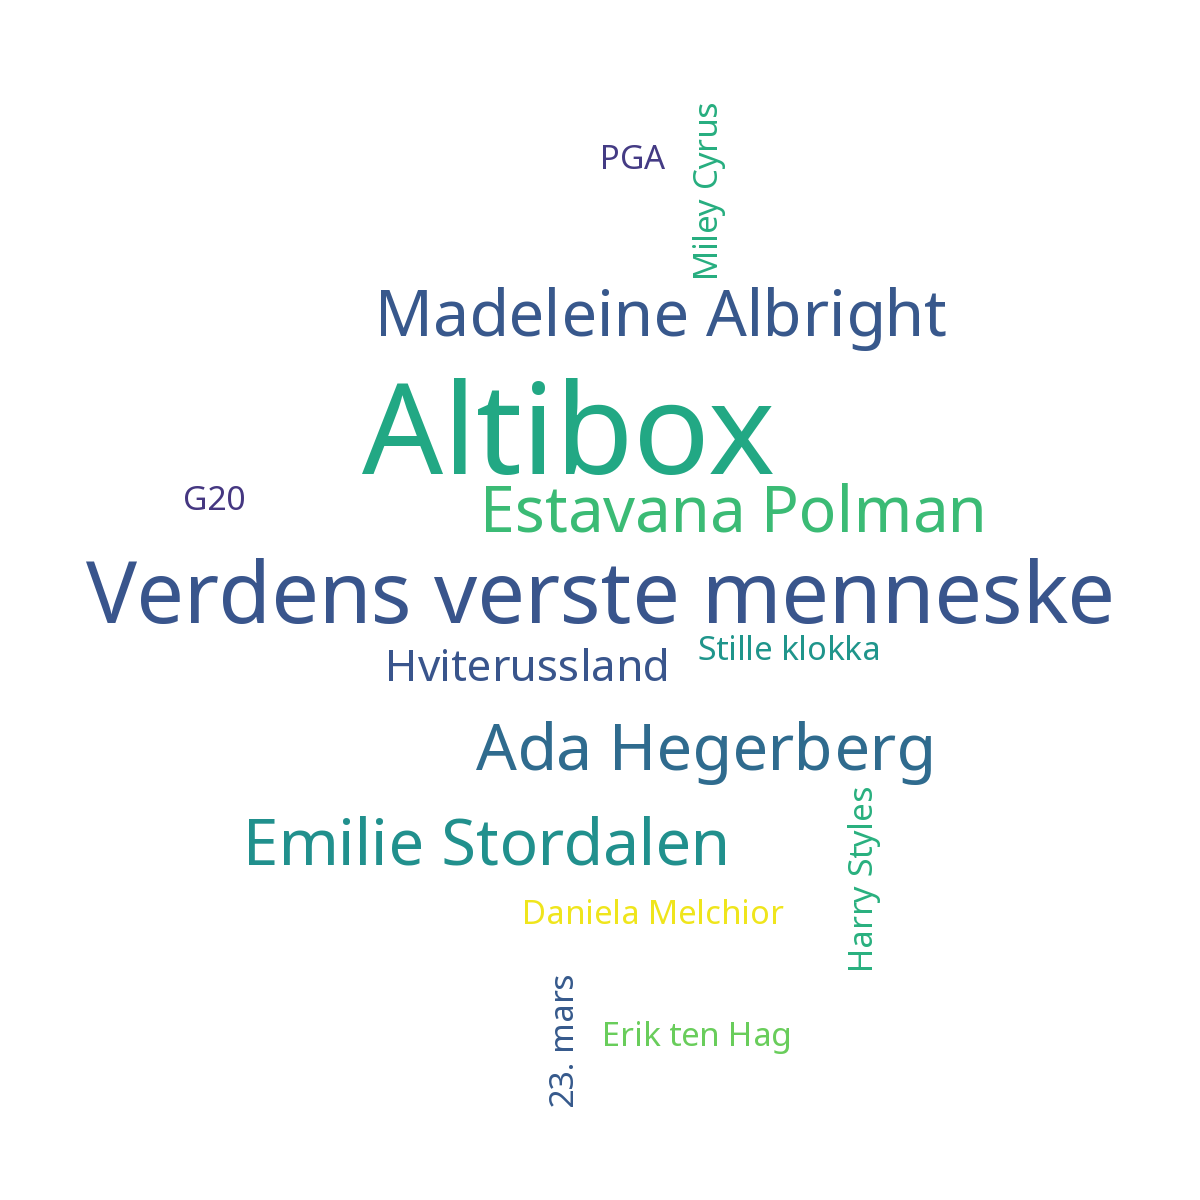 Miley Cyrus
PGA
Madeleine Albright
Altibox
G20
Estavana Polman
Verdens verste menneske
Stille klokka
Hviterussland
Ada Hegerberg
Emilie Stordalen
Harry Styles
Daniela Melchior
23. mars
Erik ten Hag